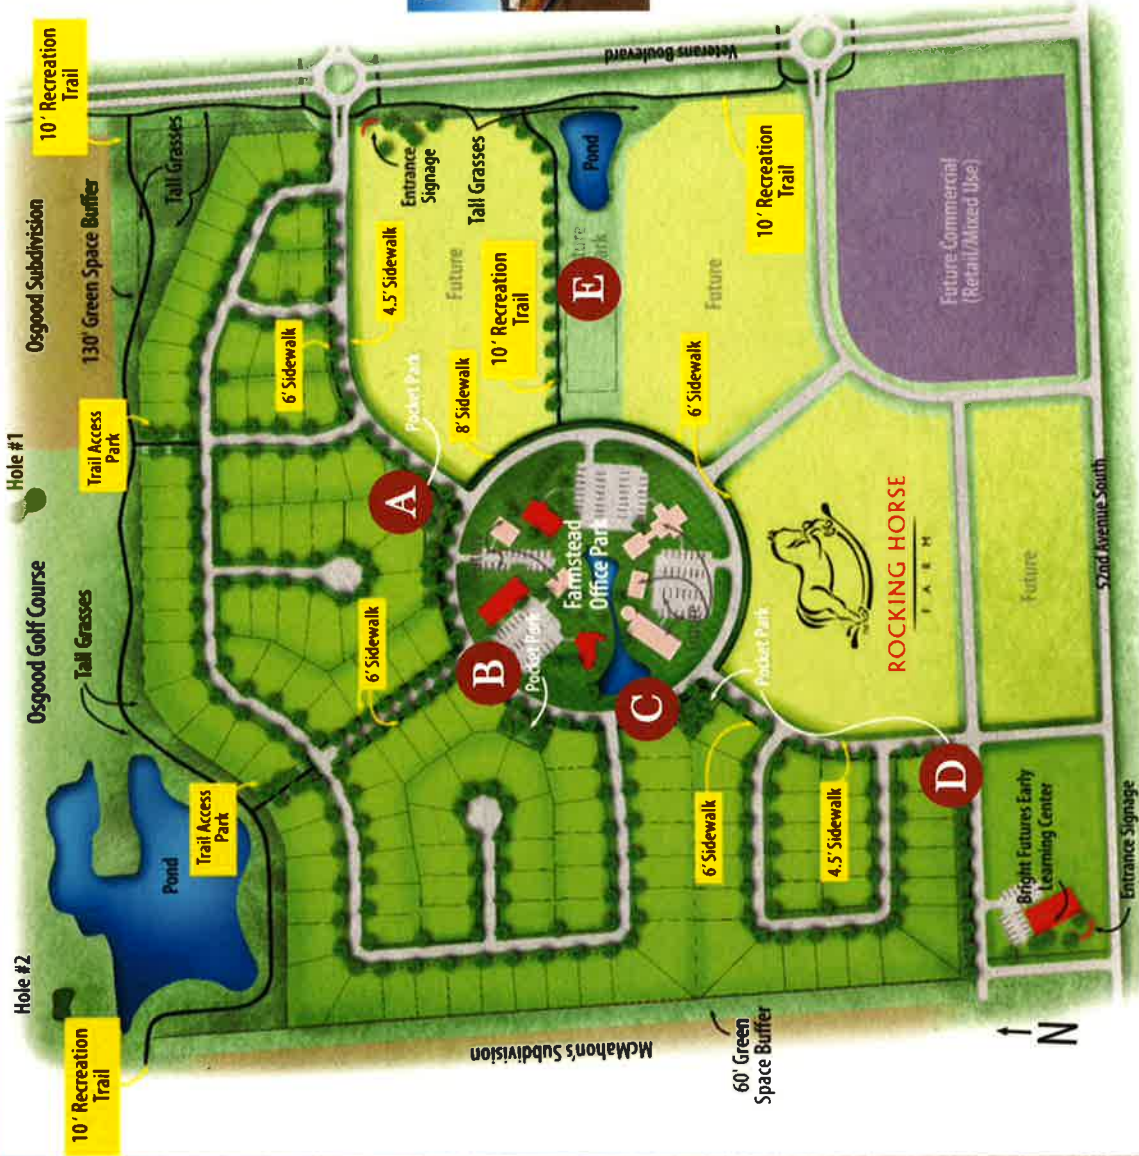 Hole #2
Hole #1
Osgood Golf Course
Osgood Subdivision
10' Recreation
Trail
Tall Grasses
130' Green Space Buffer
10' Recreation
Trail
Pond
Trail Access
Park
Trail Access
Park
Tall Grasses
6' Sidewalk
6' Sidewalk
4.5' Sidewalk
Entrance
Signage
Veterans Boulevard
A
Pocket Park
8' Sidewalk
Future
Tall Grasses
10' Recreation
Trail
B
Pocket Park
Farmstead
Office Park
E
Pond
C
Pocket Park
6' Sidewalk
6' Sidewalk
Future
10' Recreation
Trail
McMahon's Subdivision
60' Green
Space Buffer
4.5' Sidewalk
D
ROCKING HORSE
FARM
Future Commercial
(Retail/Mixed Use)
Bright Futures Early
Learning Center
Future
Entrance Signage
52nd Avenue South
N